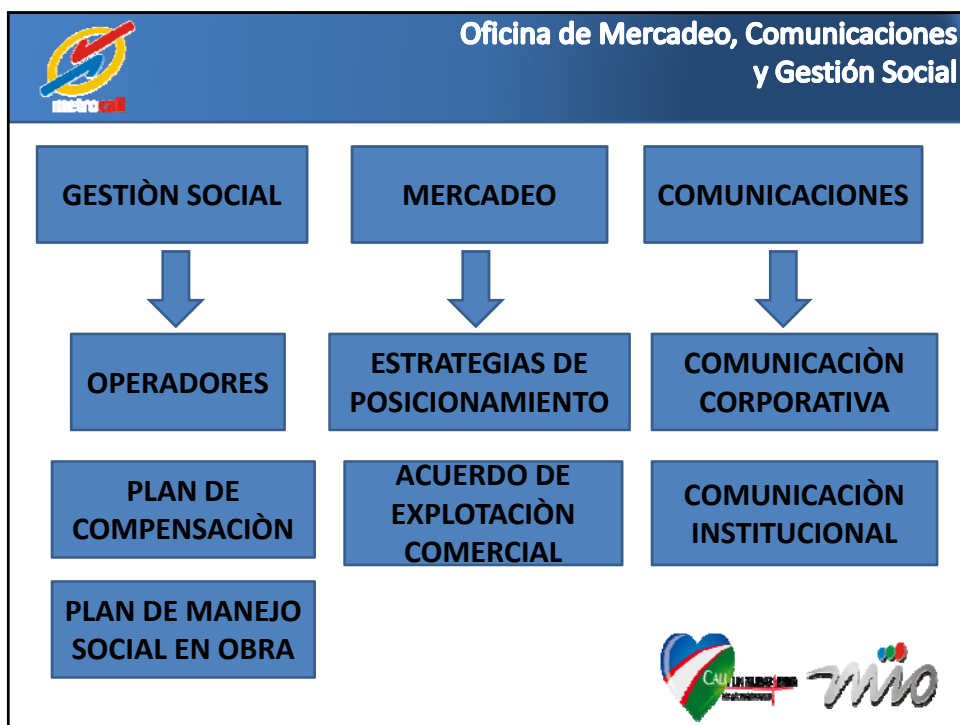 Oficina de Mercadeo, Comunicaciones
y Gestión Social
metrocali
GESTIÒN SOCIAL
MERCADEO
COMUNICACIONES
OPERADORES
ESTRATEGIAS DE
POSICIONAMIENTO
COMUNICACIÒN
CORPORATIVA
PLAN DE
COMPENSACIÒN
ACUERDO DE
EXPLOTACIÒN
COMERCIAL
COMUNICACIÒN
INSTITUCIONAL
PLAN DE MANEJO
SOCIAL EN OBRA
CALI
mio